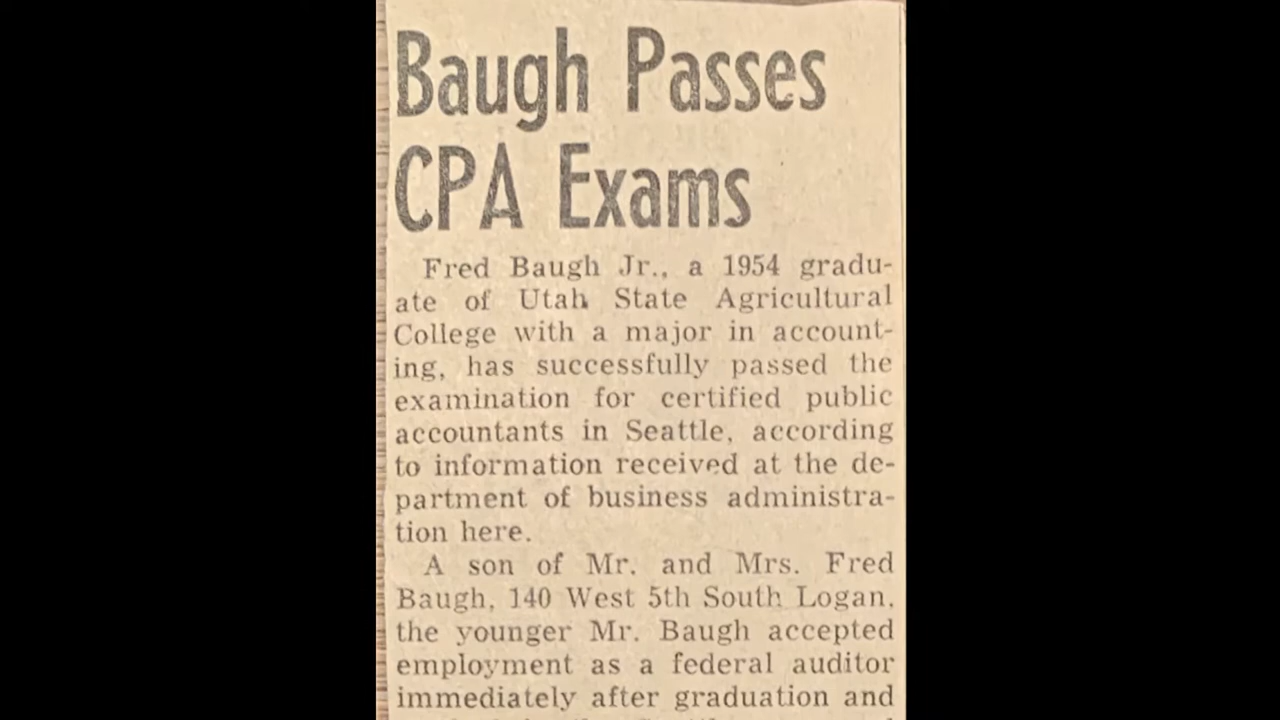 Baugh Passes
CPA Exams
Fred Baugh Jr., a 1954 gradu-
ate of Utah State Agricultural
College with a major in account-
ing, has successfully passed the
examination for certified public
accountants in Seattle, according
to information received at the de-
partment of business administra-
tion here.
A son of Mr. and Mrs. Fred
Baugh, 140 West 5th South Logan,
the younger Mr. Baugh accepted
employment as a federal auditor
immediately after graduation and